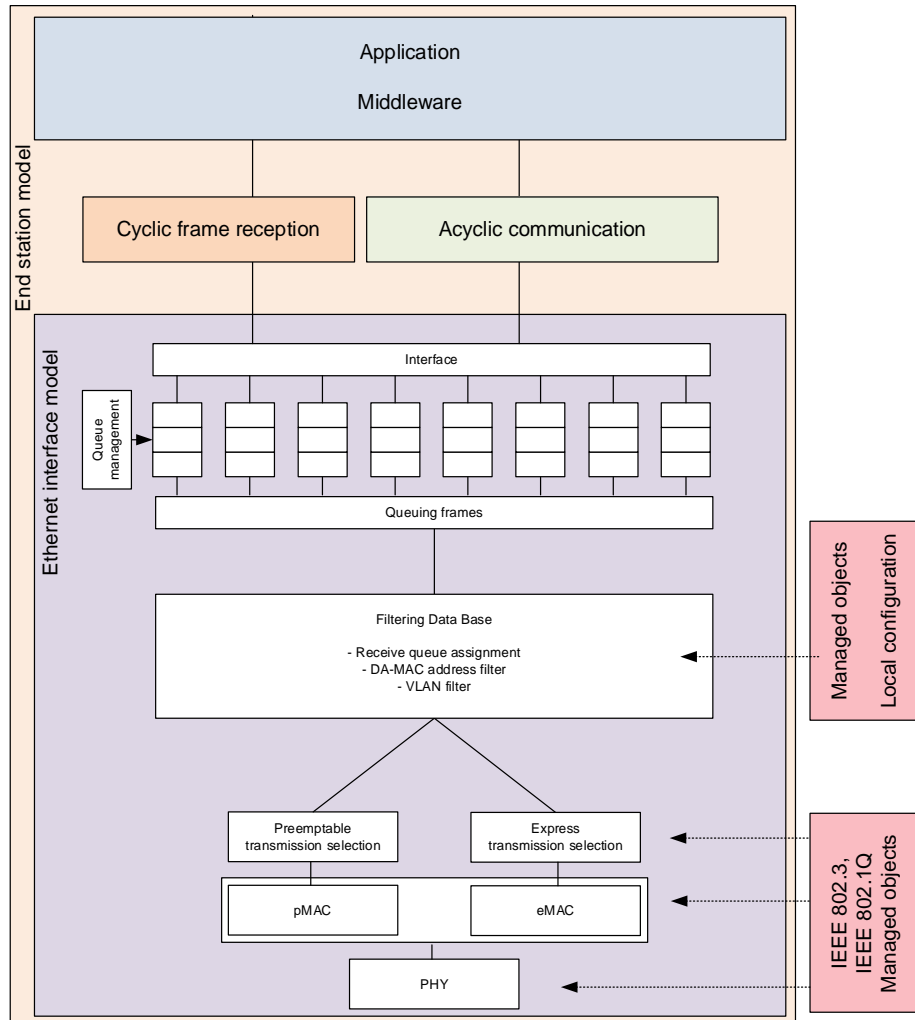 Application
Middleware
End station model
Cyclic frame reception
Acyclic communication
Ethernet interface model
Interface
Queue
management
Queuing frames
Filtering Data Base
- Receive queue assignment
- DA-MAC address filter
- VLAN filter
Managed objects
Local configuration
Preemptable
transmission selection
Express
transmission selection
pMAC
eMAC
PHY
IEEE 802.3,
IEEE 802.1Q
Managed objects